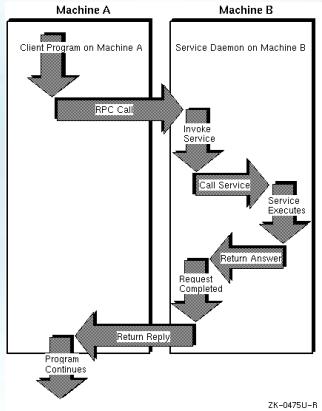 Machine A
Machine B
Client Program on Machine A
Service Daemon on Machine B
RPC Call
Invoke
Service
Call Service
Service
Executes
Return Answer
Request
Completed
Return Reply
Program
Continues
ZK-0475U-R